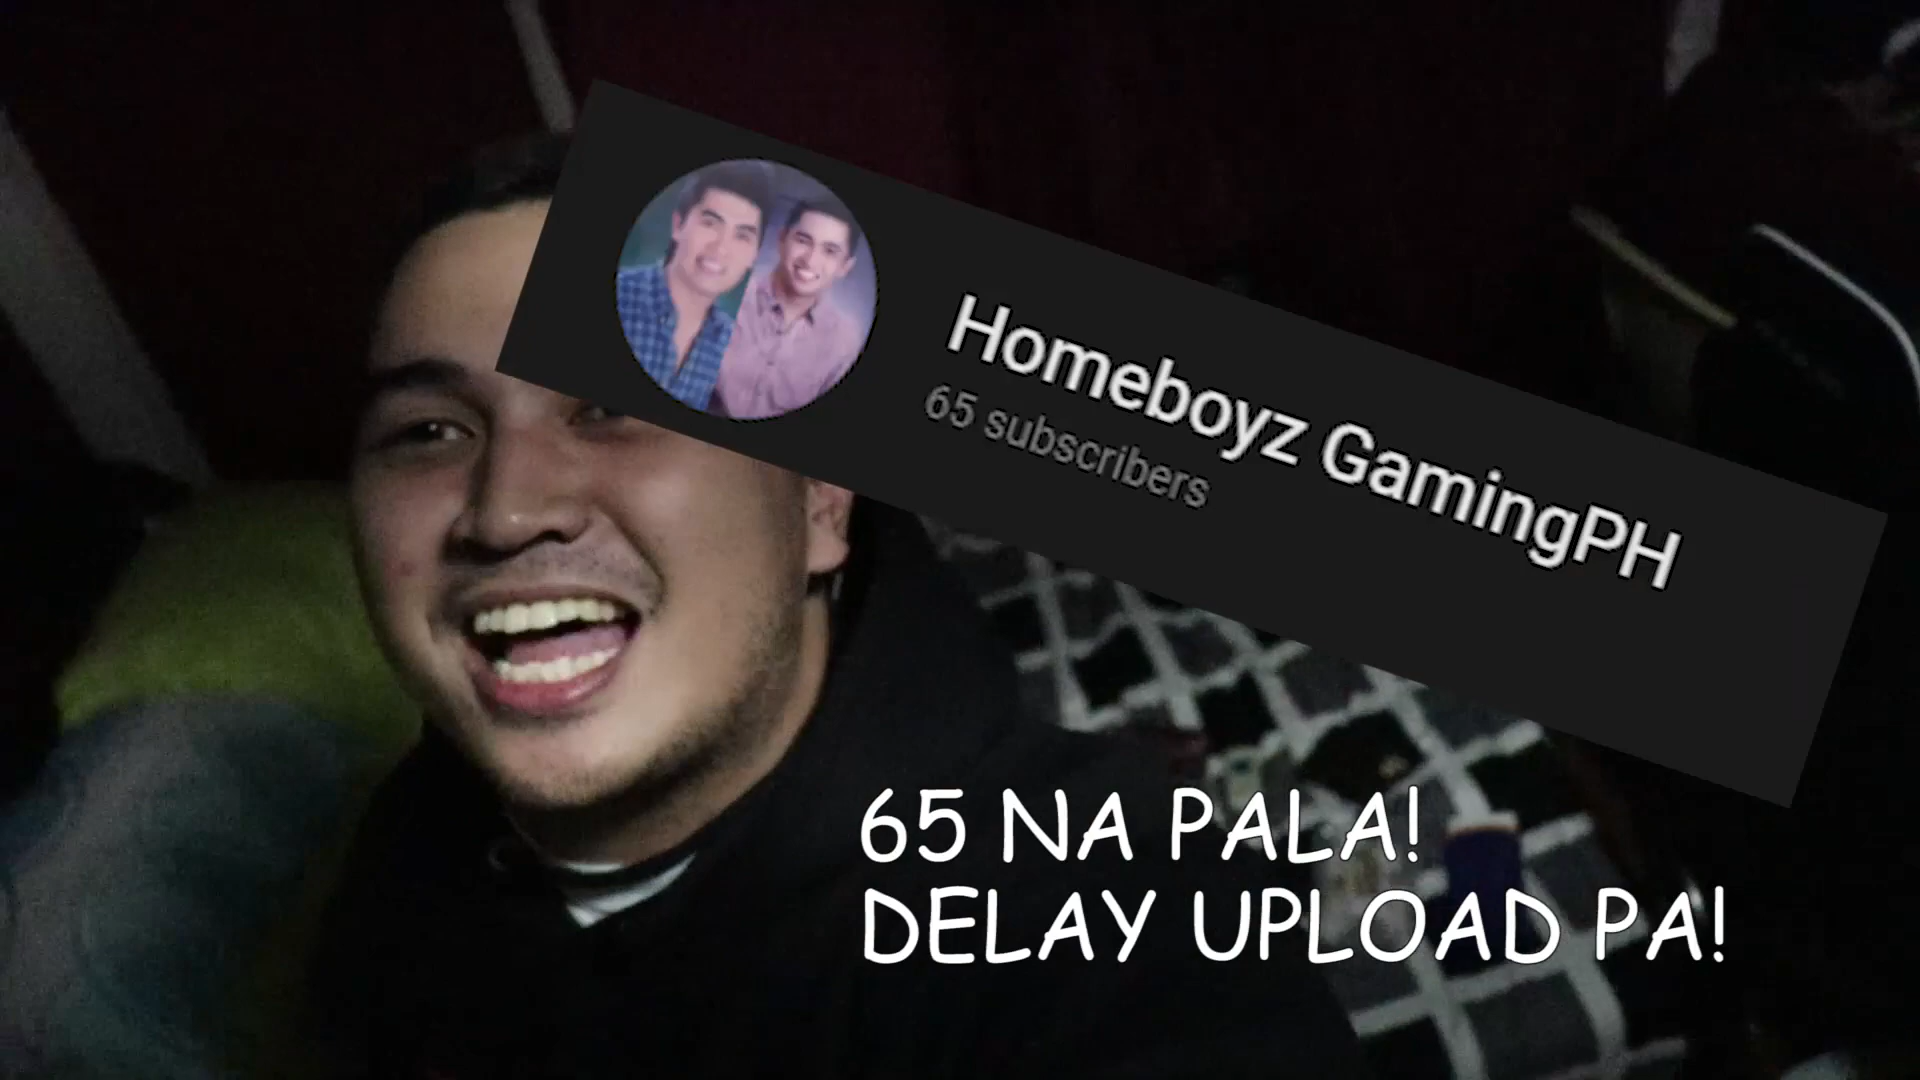 Homeboyz GamingPH
65 subscribers
65 NA PALA!
DELAY UPLOAD PA!